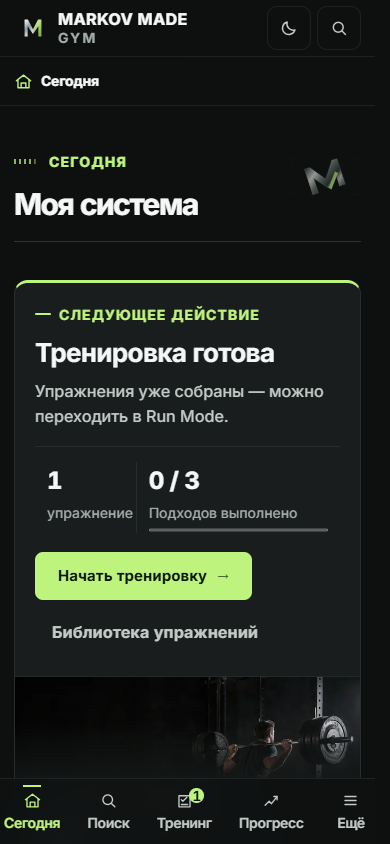 MARKOV MADE
GYM
Сегодня
СЕГОДНЯ
Моя система
СЛЕДУЮЩЕЕ ДЕЙСТВИЕ
Тренировка готова
Упражнения уже собраны — можно
переходить в Run Mode.
1
упражнение
0 / 3
Подходов выполнено
Начать тренировку →
Библиотека упражнений
1
Сегодня
Поиск
Тренинг
Прогресс
Ещё